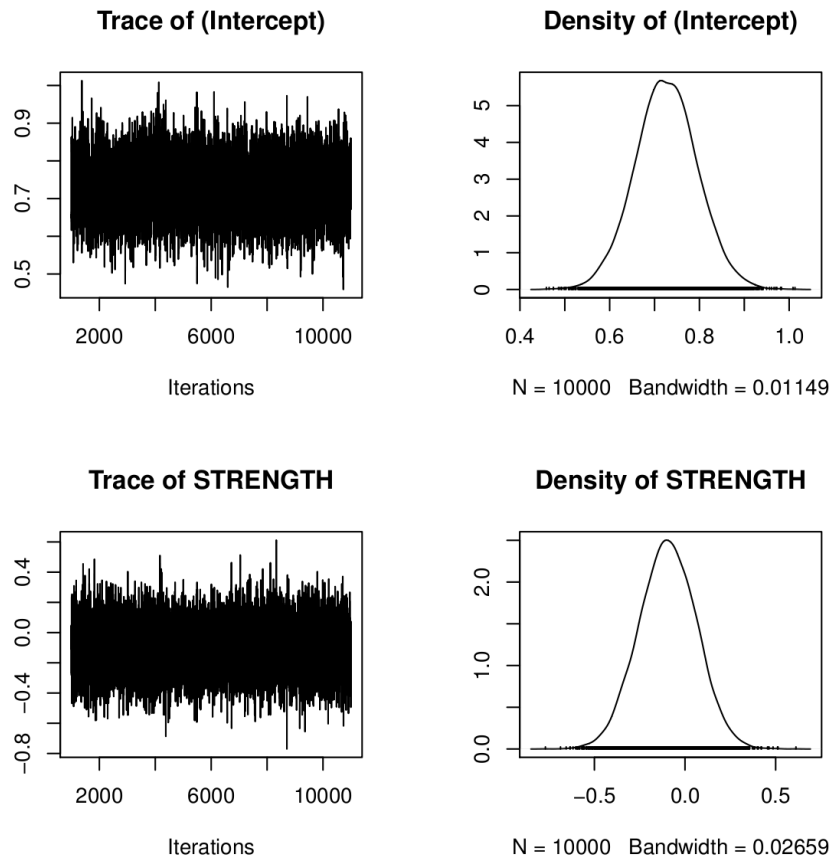 Trace of (Intercept)
0.9
0.7
0.5
2000 6000 10000
Iterations
Density of (Intercept)
5
4
3
2
1
0
0.4 0.6 0.8 1.0
N = 10000 Bandwidth = 0.01149
Trace of STRENGTH
0.4
0.0
−0.4
−0.8
2000 6000 10000
Iterations
Density of STRENGTH
2.0
1.0
0.0
−0.5 0.0 0.5
N = 10000 Bandwidth = 0.02659